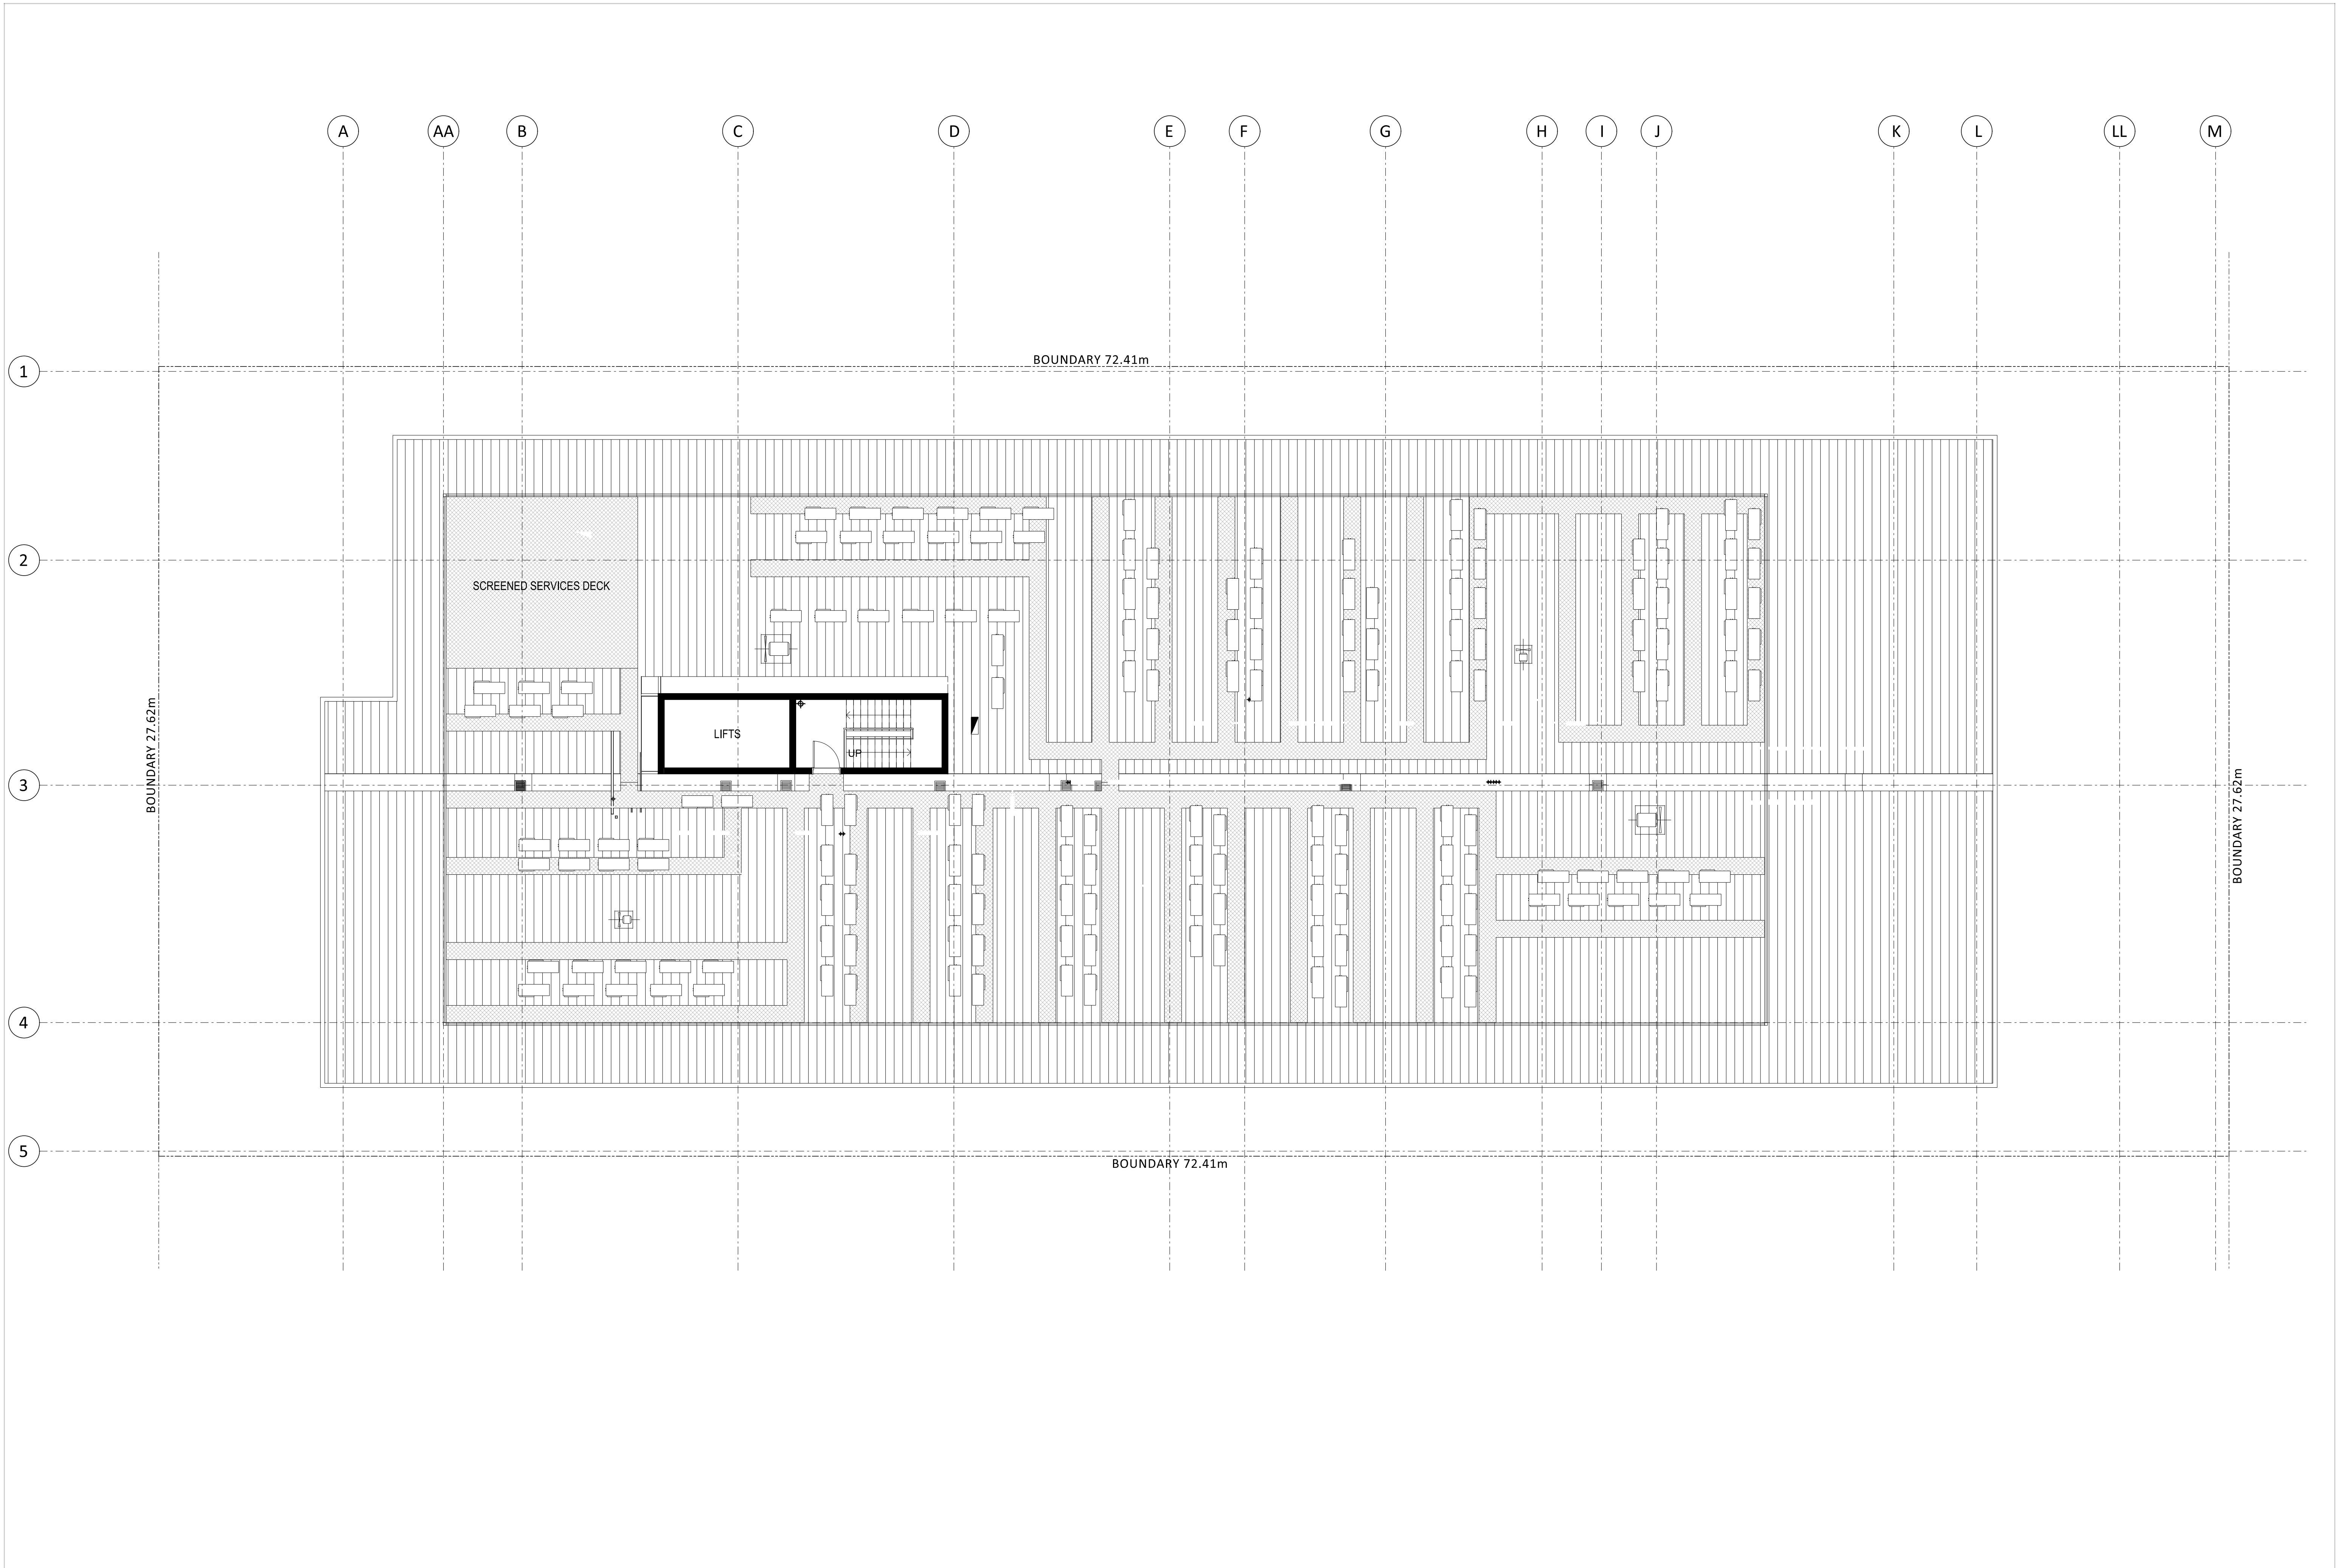 A AA B C D E F G H I J K L LL M
BOUNDARY 72.41m
1
2
SCREENED SERVICES DECK
BOUNDARY 27.62m
LIFTS
UP
BOUNDARY 27.62m
3
4
5
BOUNDARY 72.41m